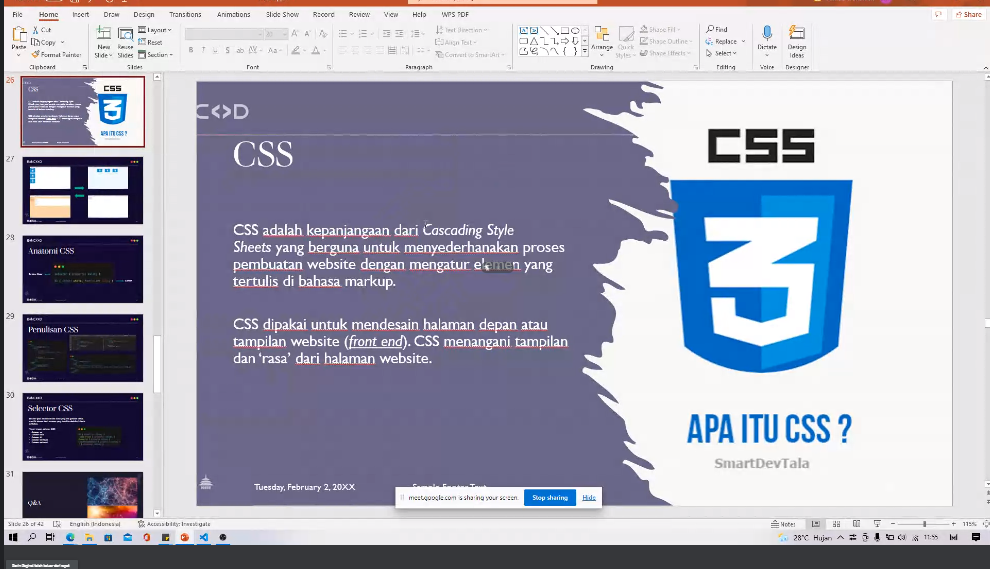 File Home Insert Draw Design Transitions Animations Slide Show Record Review View Help WPS PDF Share
Paste
Cut
Copy
Format Painter
Clipboard
New Slide
Reuse Slides
Layout
Reset
Section
Slides
Font
Text Direction
Align Text
Convert to SmartArt
Paragraph
Arrange
Quick Styles
Shape Fill
Shape Outline
Shape Effects
Drawing
Find
Replace
Select
Editing
Dictate
Voice
Design Ideas
Designer
26
CSS
CSS
3
APA ITU CSS ?
27
28
Anatomi CSS
29
Penulisan CSS
30
Selector CSS
31
Q&A
C<>D
CSS
CSS adalah kepanjangaan dari Cascading Style
Sheets yang berguna untuk menyederhanakan proses
pembuatan website dengan mengatur elemen yang
tertulis di bahasa markup.
CSS dipakai untuk mendesain halaman depan atau
tampilan website (front end). CSS menangani tampilan
dan ‘rasa’ dari halaman website.
CSS
3
APA ITU CSS ?
SmartDevTala
Tuesday, February 2, 20XX
Sample Footer Text
meet.google.com is sharing your screen.
Stop sharing
Hide
Slide 26 of 42 English (Indonesia) Accessibility: Investigate Notes 115%
28°C Hujan 11:55